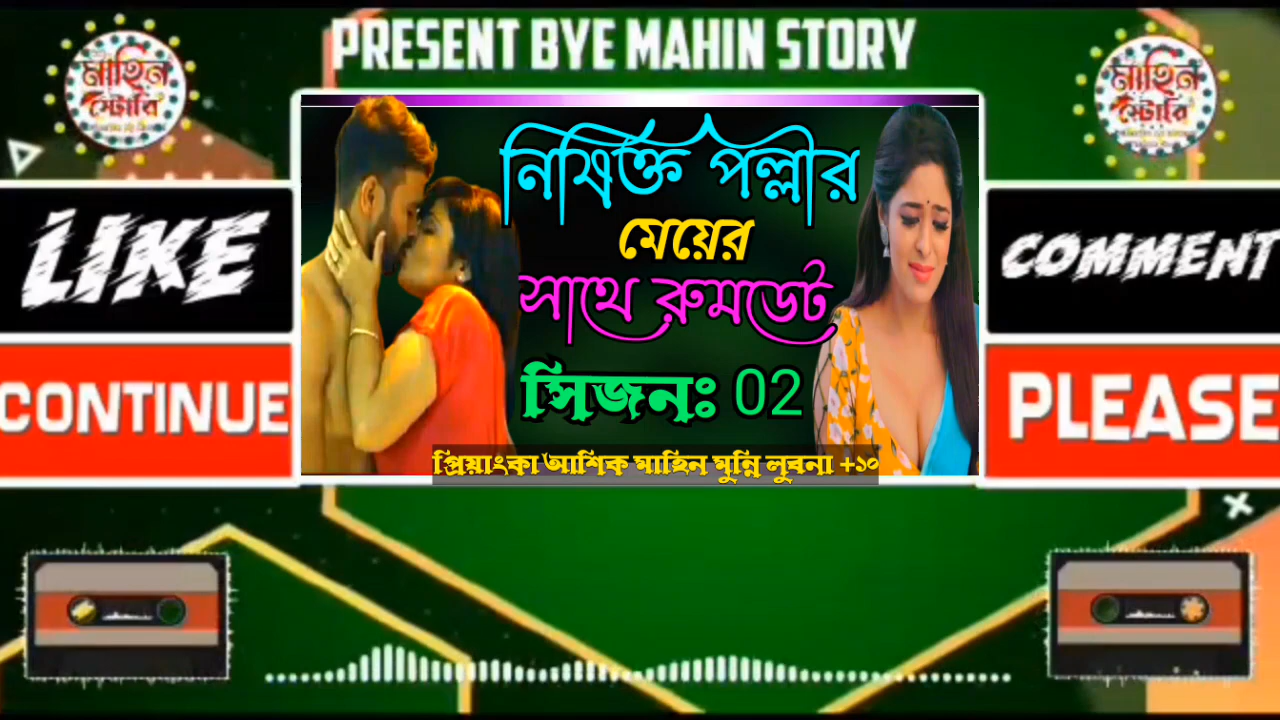 PRESENT BYE MAHIN STORY
মাহিন
স্টোরি
মাহিন
স্টোরি
নিষিক্ত পল্লীর
মেয়ের
সাথে রুমডেট
সিজনঃ 02
প্রিয়াংকা আশিক মাহিন মুন্নি লুবনা +১০
LIKE
CONTINUE
COMMENT
PLEASE